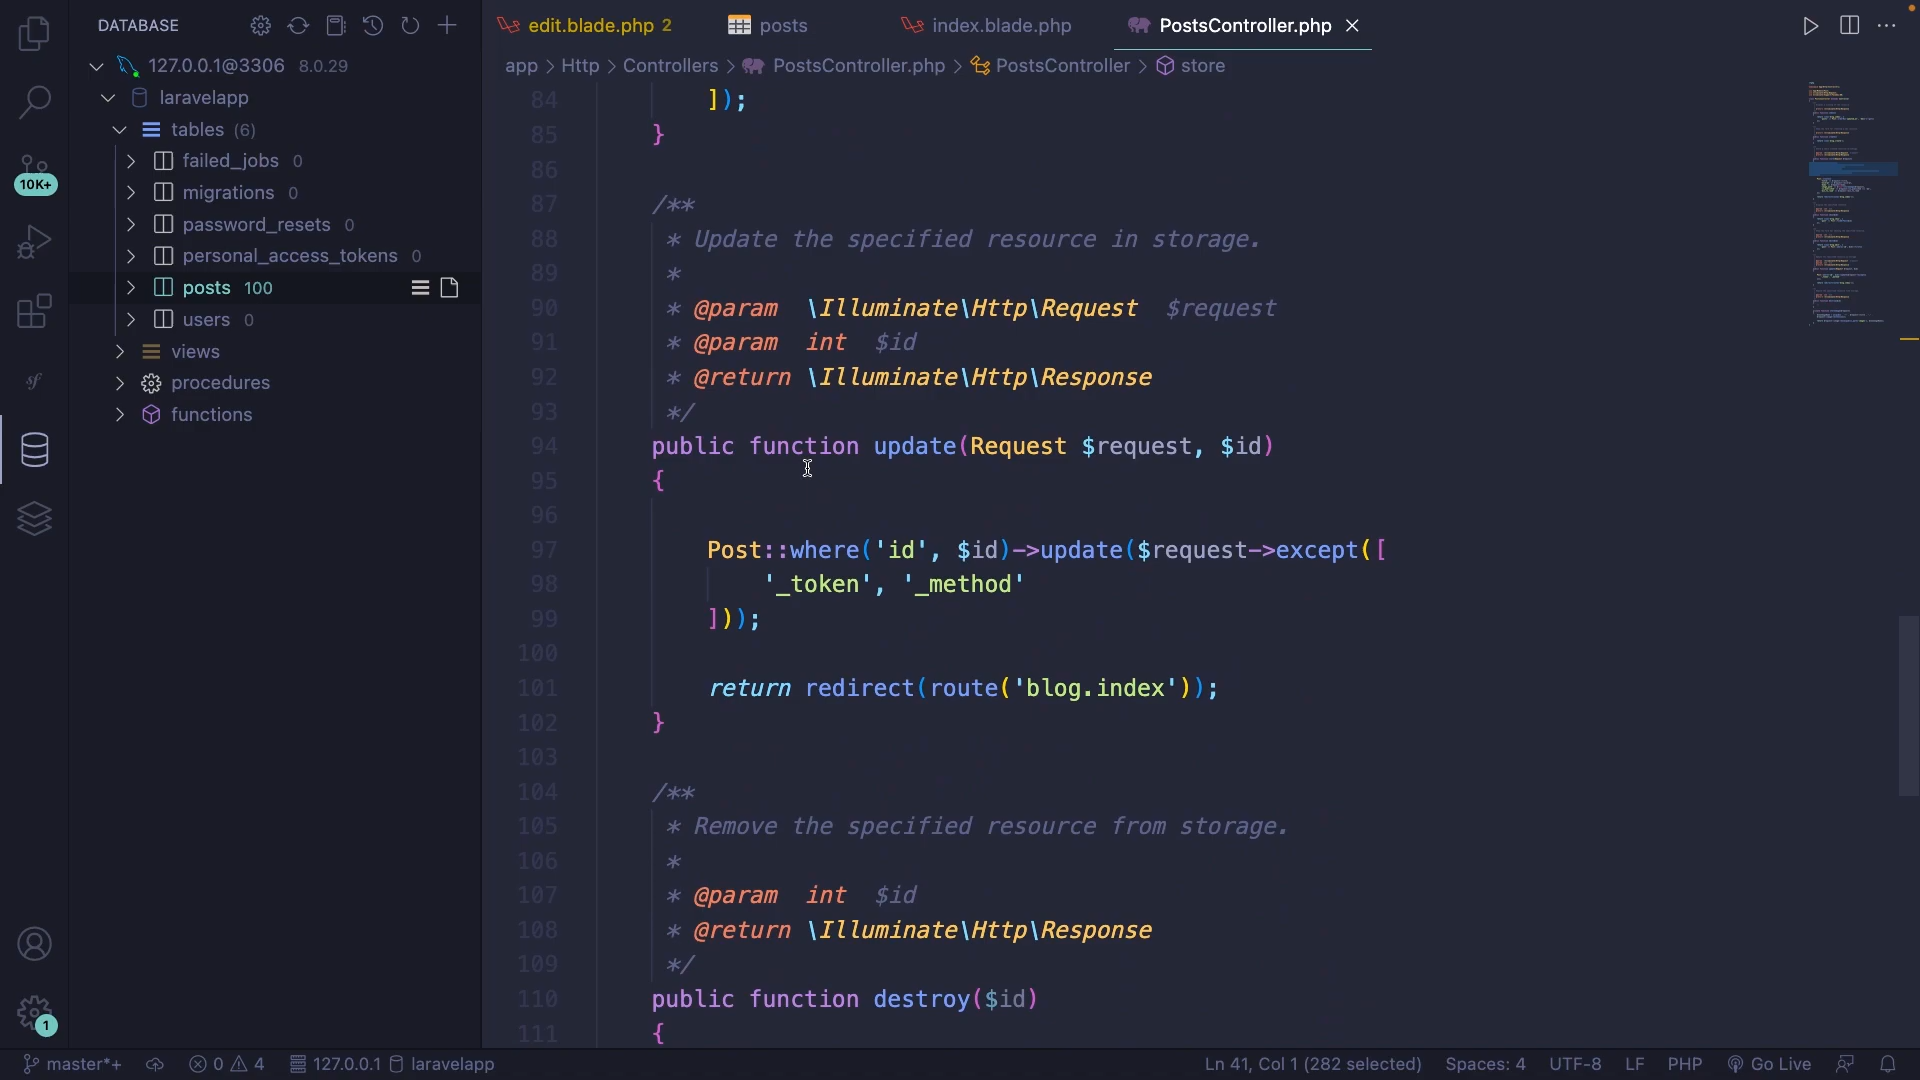 DATABASE
127.0.0.1@3306 8.0.29
laravelapp
tables (6)
failed_jobs 0
migrations 0
password_resets 0
personal_access_tokens 0
posts 100
users 0
views
procedures
functions
10K+
1
edit.blade.php 2
posts
index.blade.php
PostsController.php
app > Http > Controllers > PostsController.php > PostsController > store
84 ]);
85 }
86
87 /**
88 * Update the specified resource in storage.
89 *
90 * @param \Illuminate\Http\Request $request
91 * @param int $id
92 * @return \Illuminate\Http\Response
93 */
94 public function update(Request $request, $id)
95 {
96
97 Post::where('id', $id)->update($request->except([
98 '_token', '_method'
99 ]));
100
101 return redirect(route('blog.index'));
102 }
103
104 /**
105 * Remove the specified resource from storage.
106 *
107 * @param int $id
108 * @return \Illuminate\Http\Response
109 */
110 public function destroy($id)
111 {
master*+ 0 4 127.0.0.1 laravelapp Ln 41, Col 1 (282 selected) Spaces: 4 UTF-8 LF PHP Go Live